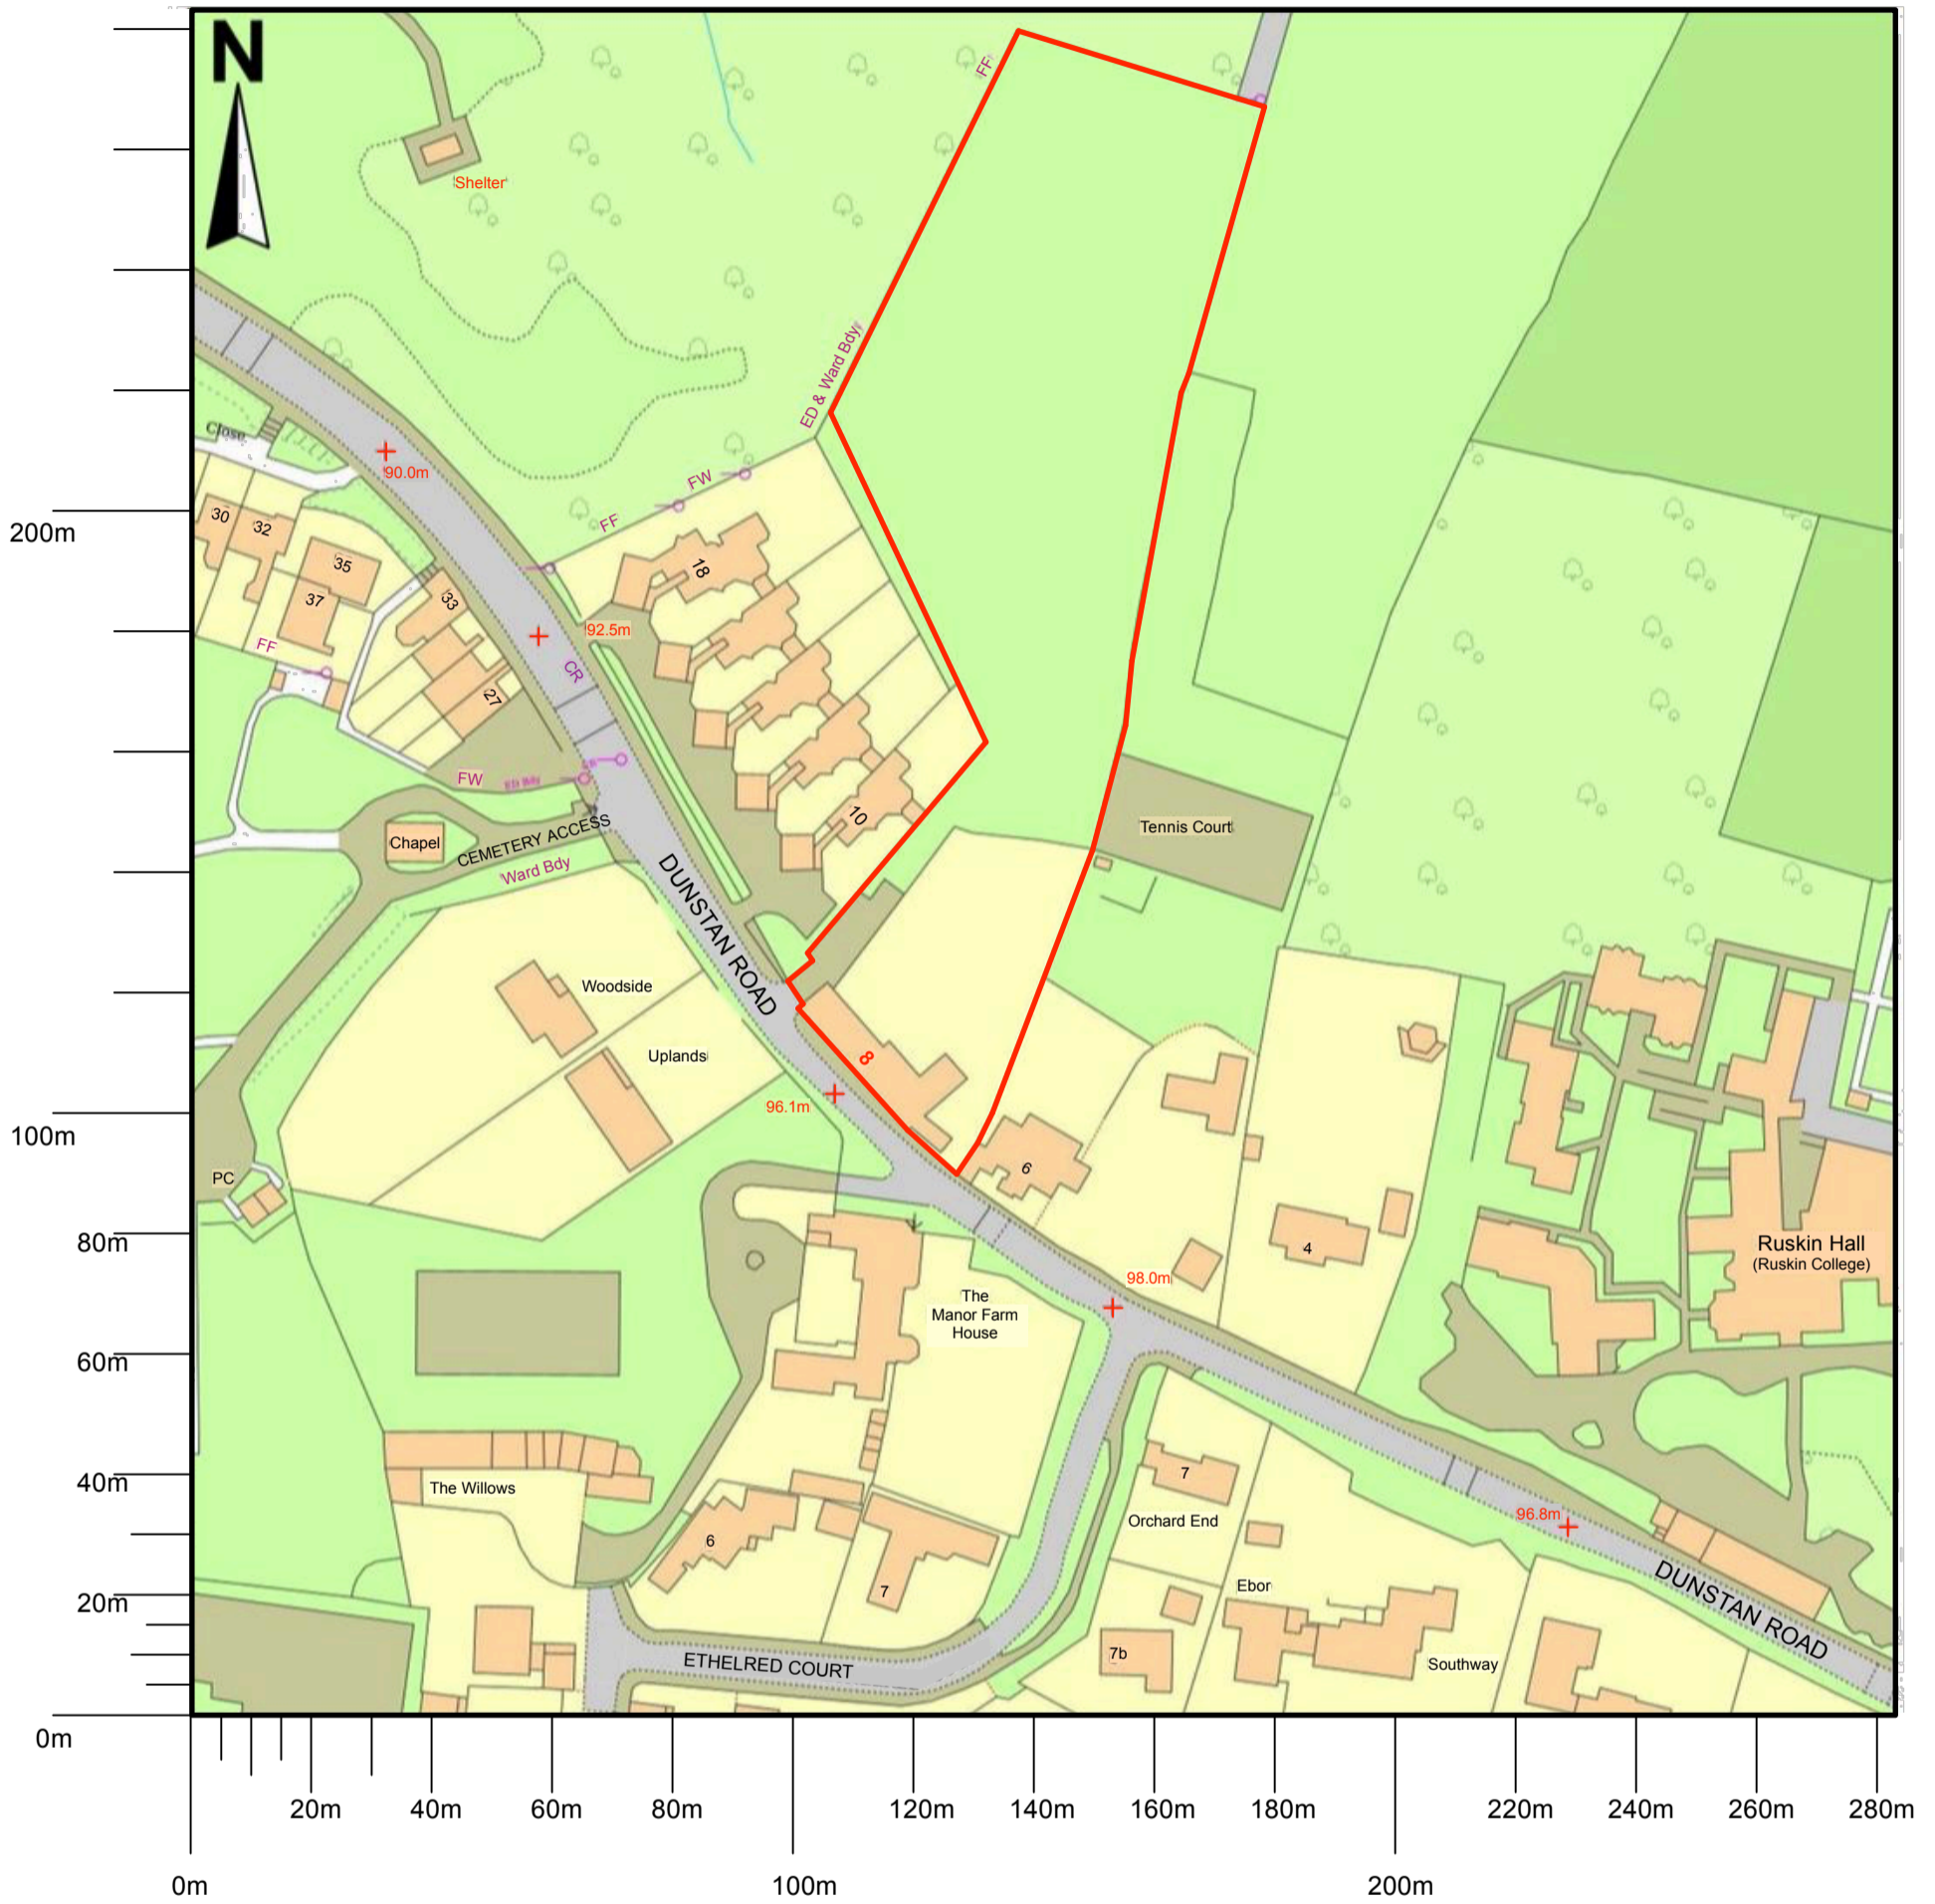 N
FF
Shelter
ED & Ward Bdy
Close
90.0m
FW
FF
200m
30
32
35
37
33
18
92.5m
FF
CR
27
FW
ED Bdy
10
Chapel
CEMETERY ACCESS
Ward Bdy
Tennis Court
DUNSTAN ROAD
Woodside
Uplands
8
96.1m
100m
PC
6
4
80m
Ruskin Hall
(Ruskin College)
98.0m
The
Manor Farm
House
60m
40m
The Willows
7
Orchard End
96.8m
6
7
20m
Ebor
DUNSTAN ROAD
7b
ETHELRED COURT
Southway
0m
20m 40m 60m 80m 120m 140m 160m 180m 220m 240m 260m 280m
0m 100m 200m